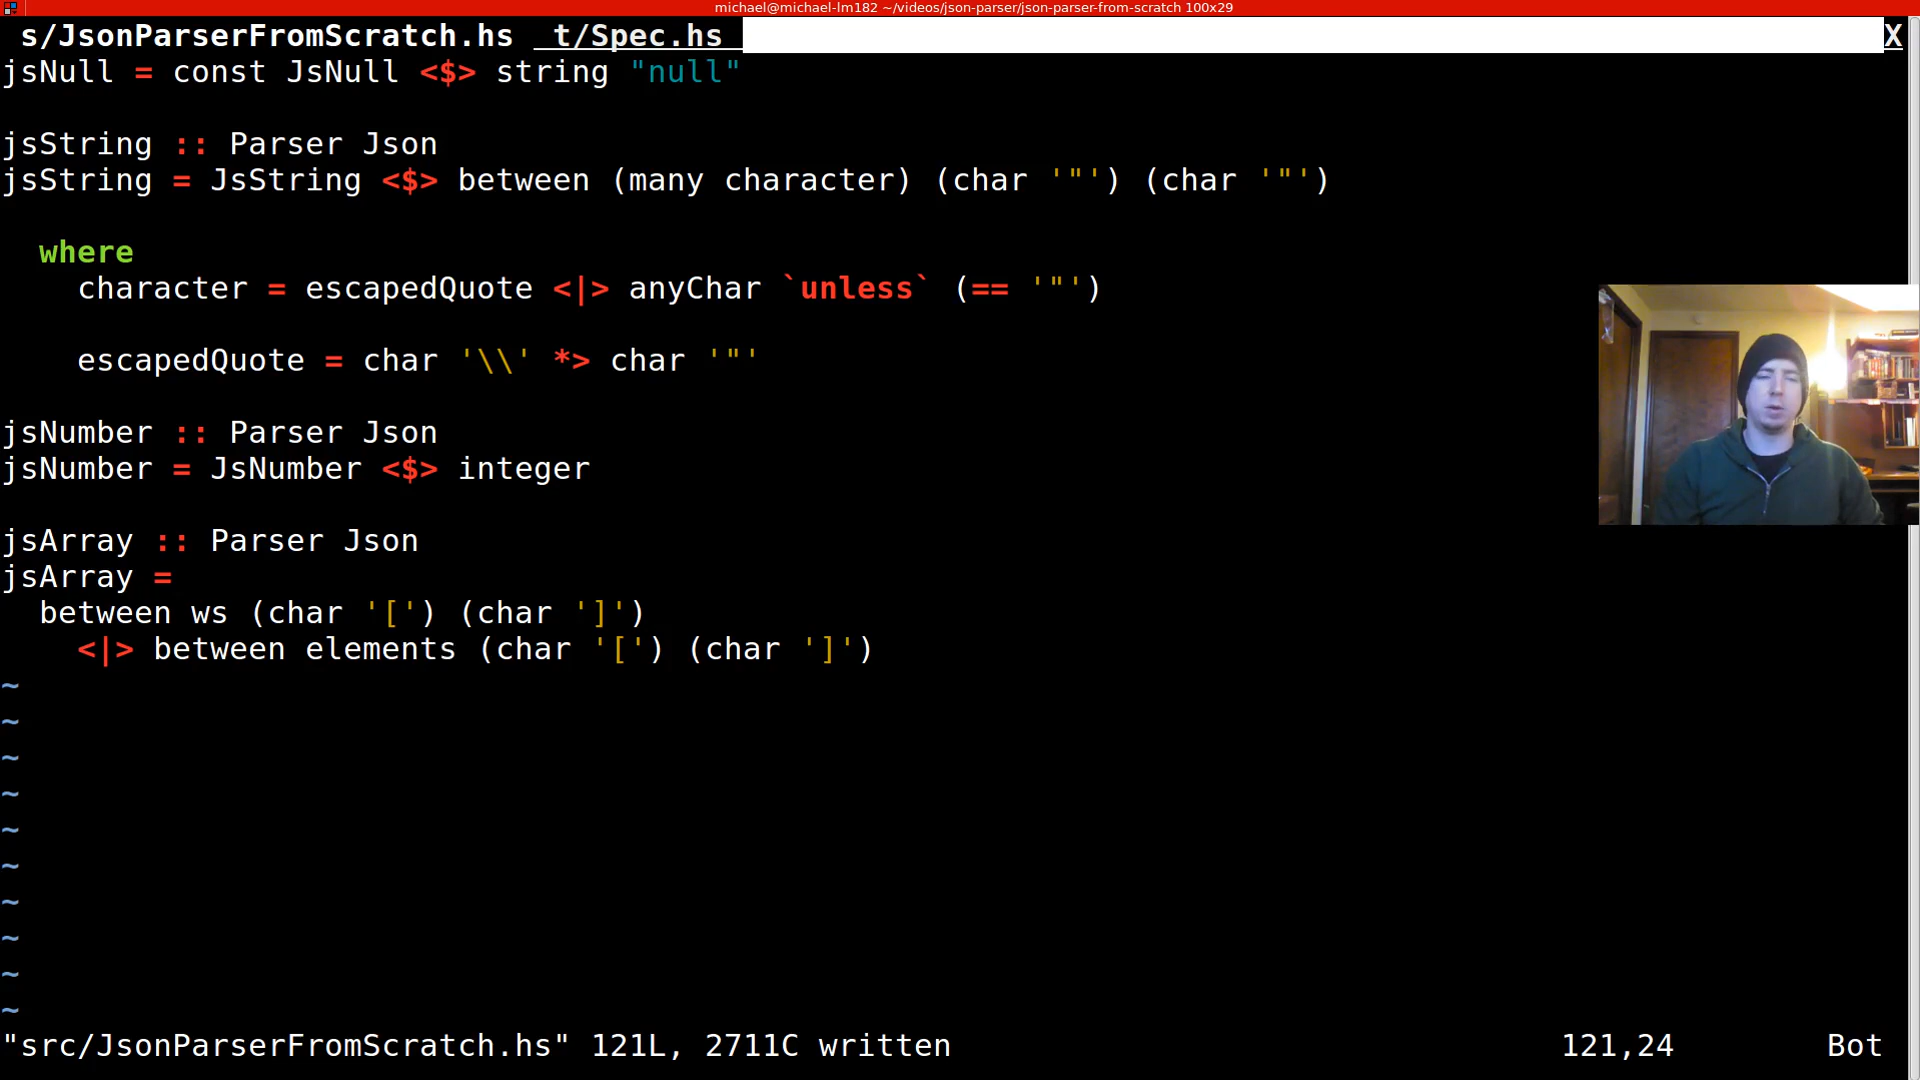 michael@michael-lm182 ~/videos/json-parser/json-parser-from-scratch 100x29
s/JsonParserFromScratch.hs  t/Spec.hs X
jsNull = const JsNull <$> string "null"
jsString :: Parser Json
jsString = JsString <$> between (many character) (char '"') (char '"')
  where
    character = escapedQuote <|> anyChar `unless` (== '"')
    escapedQuote = char '\\' *> char '"'
jsNumber :: Parser Json
jsNumber = JsNumber <$> integer
jsArray :: Parser Json
jsArray =
  between ws (char '[') (char ']')
    <|> between elements (char '[') (char ']')
~
~
~
~
~
~
~
~
~
~
"src/JsonParserFromScratch.hs" 121L, 2711C written 121,24 Bot